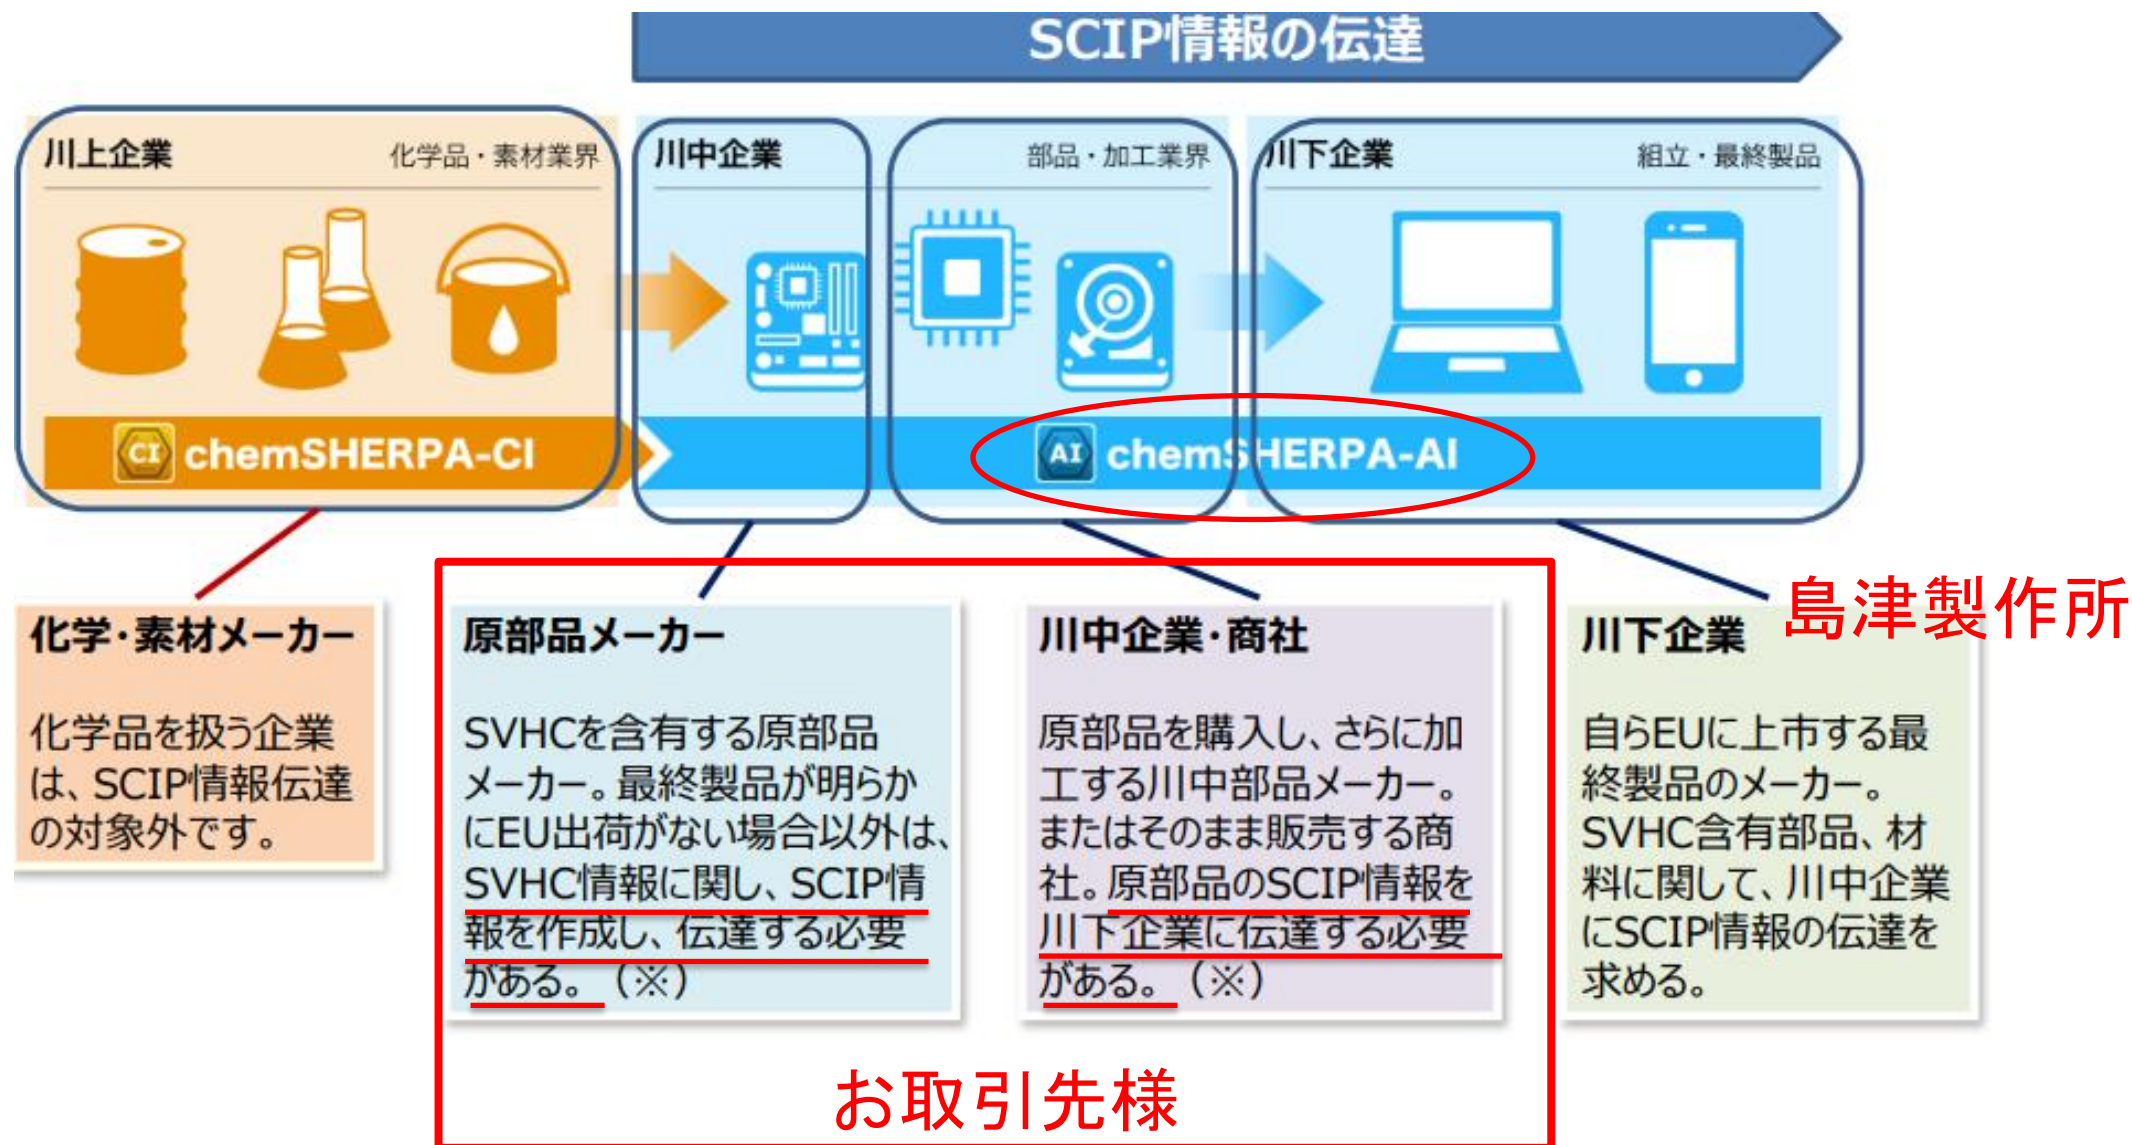 SCIP情報の伝達
川上企業 化学品・素材業界
川中企業 部品・加工業界
川下企業 組立・最終製品
CI chemSHERPA-CI
AI chemSHERPA-AI
化学・素材メーカー
化学品を扱う企業
は、SCIP情報伝達
の対象外です。
原部品メーカー
SVHCを含有する原部品
メーカー。最終製品が明らか
にEU出荷がない場合以外は、
SVHC情報に関し、SCIP情
報を作成し、伝達する必要
がある。（※）
川中企業・商社
原部品を購入し、さらに加
工する川中部品メーカー。
またはそのまま販売する商
社。原部品のSCIP情報を
川下企業に伝達する必要
がある。（※）
島津製作所
川下企業
自らEUに上市する最
終製品のメーカー。
SVHC含有部品、材
料に関して、川中企業
にSCIP情報の伝達を
求める。
お取引先様